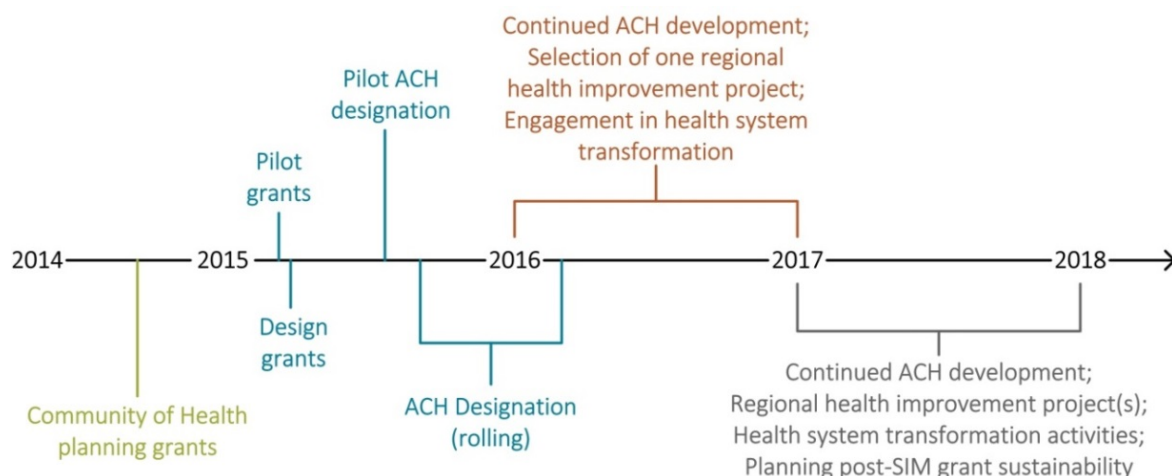 Continued ACH development;
Selection of one regional
health improvement project;
Engagement in health system
transformation
Pilot ACH
designation
Pilot
grants
2014
2015
2016
2017
2018
Design
grants
Community of Health
planning grants
ACH Designation
(rolling)
Continued ACH development;
Regional health improvement project(s);
Health system transformation activities;
Planning post-SIM grant sustainability